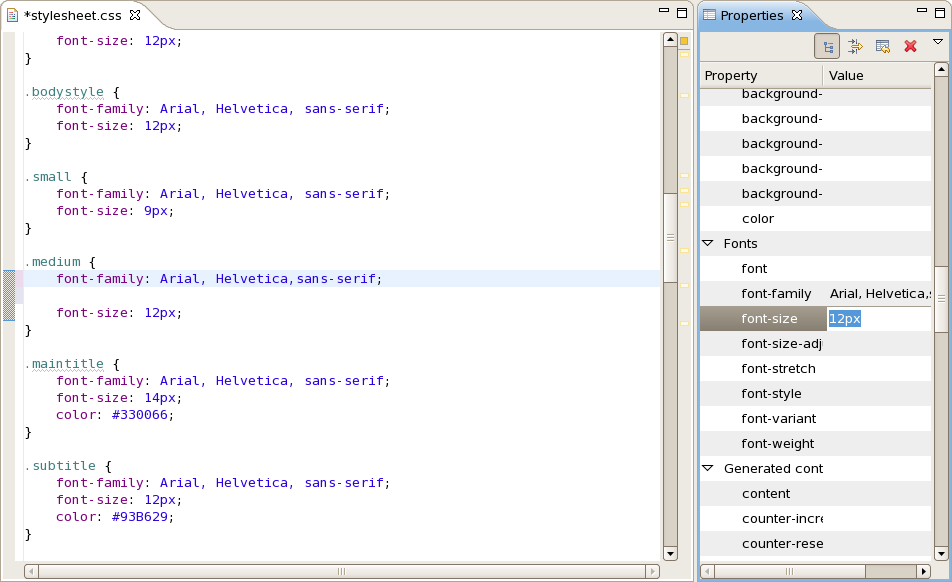 *stylesheet.css
font-size: 12px;
}
.bodystyle {
font-family: Arial, Helvetica, sans-serif;
font-size: 12px;
}
.small {
font-family: Arial, Helvetica, sans-serif;
font-size: 9px;
}
.medium {
font-family: Arial, Helvetica,sans-serif;
font-size: 12px;
}
.maintitle {
font-family: Arial, Helvetica, sans-serif;
font-size: 14px;
color: #330066;
}
.subtitle {
font-family: Arial, Helvetica, sans-serif;
font-size: 12px;
color: #93B629;
}
Properties
Property Value
background-
background-
background-
background-
background-
color
Fonts
font
font-family Arial, Helvetica,s
font-size 12px
font-size-adj
font-stretch
font-style
font-variant
font-weight
Generated cont
content
counter-incre
counter-rese